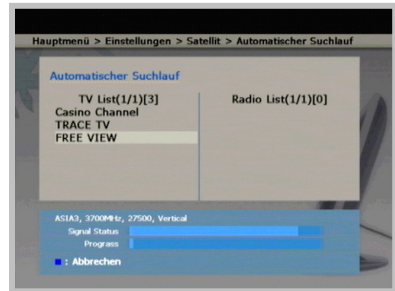 Hauptmenü > Einstellungen > Satellit > Automatischer Suchlauf
Automatischer Suchlauf
TV List(1/1)[3]
Casino Channel
TRACE TV
FREE VIEW
Radio List(1/1)[0]
ASIA3, 3700MHz, 27500, Vertical
Signal Status
Prograss
: Abbrechen